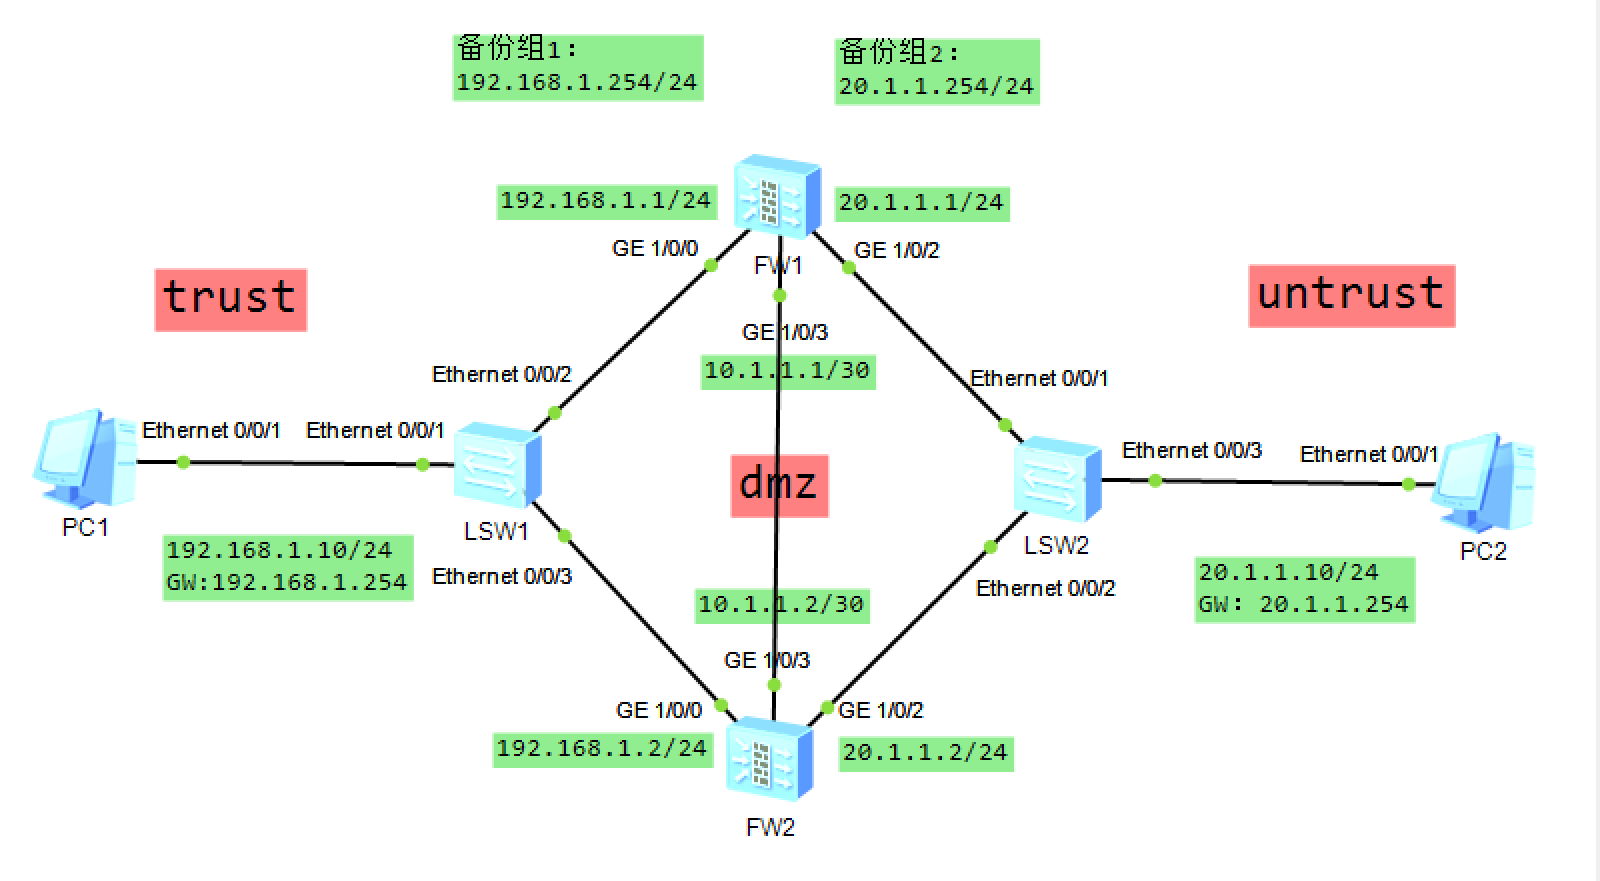 备份组1:
192.168.1.254/24
备份组2:
20.1.1.254/24
192.168.1.1/24
20.1.1.1/24
GE 1/0/0
FW1
GE 1/0/2
trust
untrust
GE 1/0/3
10.1.1.1/30
Ethernet 0/0/2
Ethernet 0/0/1
Ethernet 0/0/1
Ethernet 0/0/1
Ethernet 0/0/3
Ethernet 0/0/1
dmz
PC1
LSW1
LSW2
PC2
192.168.1.10/24
GW:192.168.1.254
Ethernet 0/0/3
Ethernet 0/0/2
20.1.1.10/24
GW: 20.1.1.254
10.1.1.2/30
GE 1/0/3
GE 1/0/0
GE 1/0/2
192.168.1.2/24
20.1.1.2/24
FW2